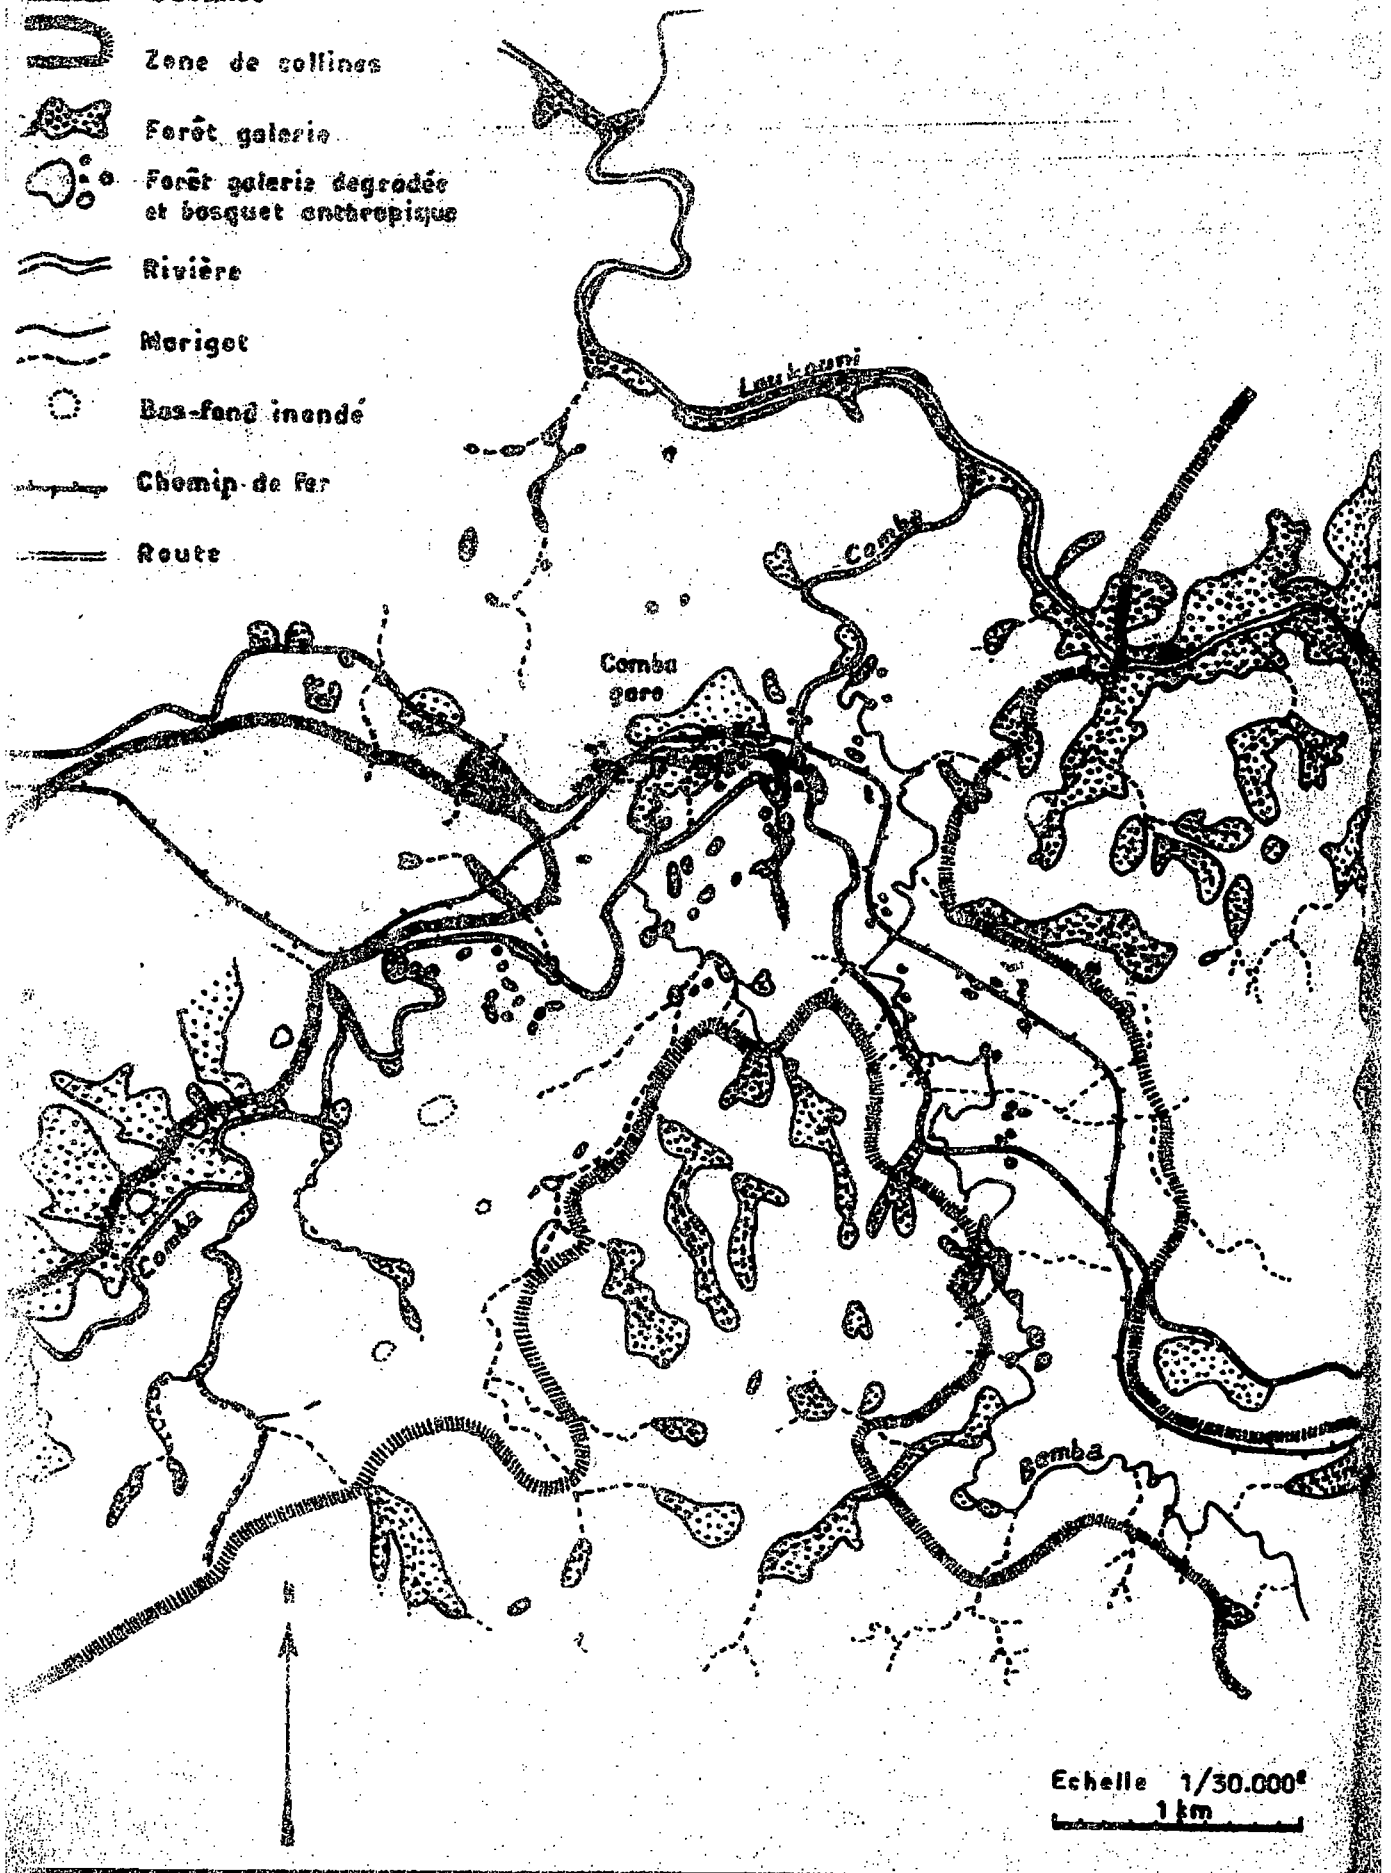 Zone de collines
Forêt galerie
Forêt galerie dégradée
et bosquet anthropique
Rivière
Marigot
Bas-fond inondé
Chemin de fer
Route
Loukouni
Comba
Comba
gare
Comba
Bomba
N
Echelle 1/30.000e
1 km